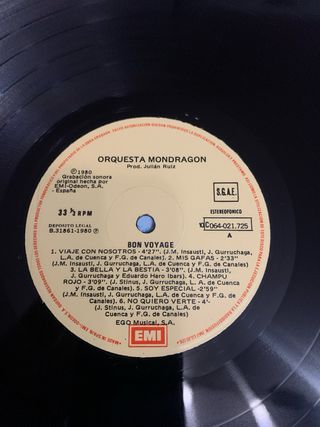 ORQUESTA MONDRAGON
Prod. Julián Ruiz
℗ 1980
Grabación sonora
original hecha por
EMI-Odeon, S.A.
- España
S.G.A.E.
33 ⅓ RPM
ESTEREOFONICO
DEPOSITO LEGAL
B.31861-1980 ℗
10C064-021.725
A
BON VOYAGE
1. VIAJE CON NOSOTROS - 4'27". (J.M. Insausti, J. Gurruchaga, L.
A. de Cuenca y F.G. de Canales). 2. MIS GAFAS - 2'33"
(J.M. Insausti, J. Gurruchaga, L.A. de Cuenca y F.G. de Canales)
3. LA BELLA Y LA BESTIA - 3'08". (J.M. Insausti,
J. Gurruchaga y Eduardo Haro Ibars). 4. CHAMPU
ROJO - 3'09". (J. Stinus, J. Gurruchaga, L.A. de Cuenca
y F.G. de Canales). 5. SOY ESPECIAL -2'59"
(J.M. Insausti, J. Gurruchaga, L.A. de Cuenca y F.G.
de Canales). 6. NO QUIERO VERTE - 4'-
(J. Stinus, J. Gurruchaga, L.A. de
Cuenca y F.G. de Canales)
EGO Musical, S.A.
EMI